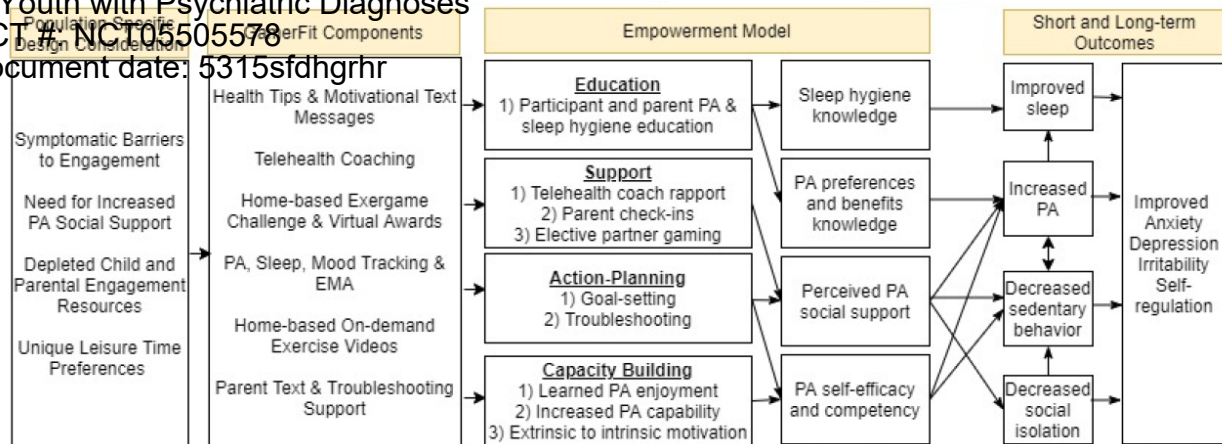 Youth with Psychiatric Diagnoses
CT #: NCT05505578
ocument date: 5315sfdhgrhr
Population Specific
Design Consideration
GamerFit Components
Empowerment Model
Short and Long-term
Outcomes
Symptomatic Barriers
to Engagement
Need for Increased
PA Social Support
Depleted Child and
Parental Engagement
Resources
Unique Leisure Time
Preferences
Health Tips & Motivational Text
Messages
Telehealth Coaching
Home-based Exergame
Challenge & Virtual Awards
PA, Sleep, Mood Tracking &
EMA
Home-based On-demand
Exercise Videos
Parent Text & Troubleshooting
Support
Education
1) Participant and parent PA &
sleep hygiene education
Support
1) Telehealth coach rapport
2) Parent check-ins
3) Elective partner gaming
Action-Planning
1) Goal-setting
2) Troubleshooting
Capacity Building
1) Learned PA enjoyment
2) Increased PA capability
3) Extrinsic to intrinsic motivation
Sleep hygiene
knowledge
PA preferences
and benefits
knowledge
Perceived PA
social support
PA self-efficacy
and competency
Improved
sleep
Increased
PA
Decreased
sedentary
behavior
Decreased
social
isolation
Improved
Anxiety
Depression
Irritability
Self-
regulation